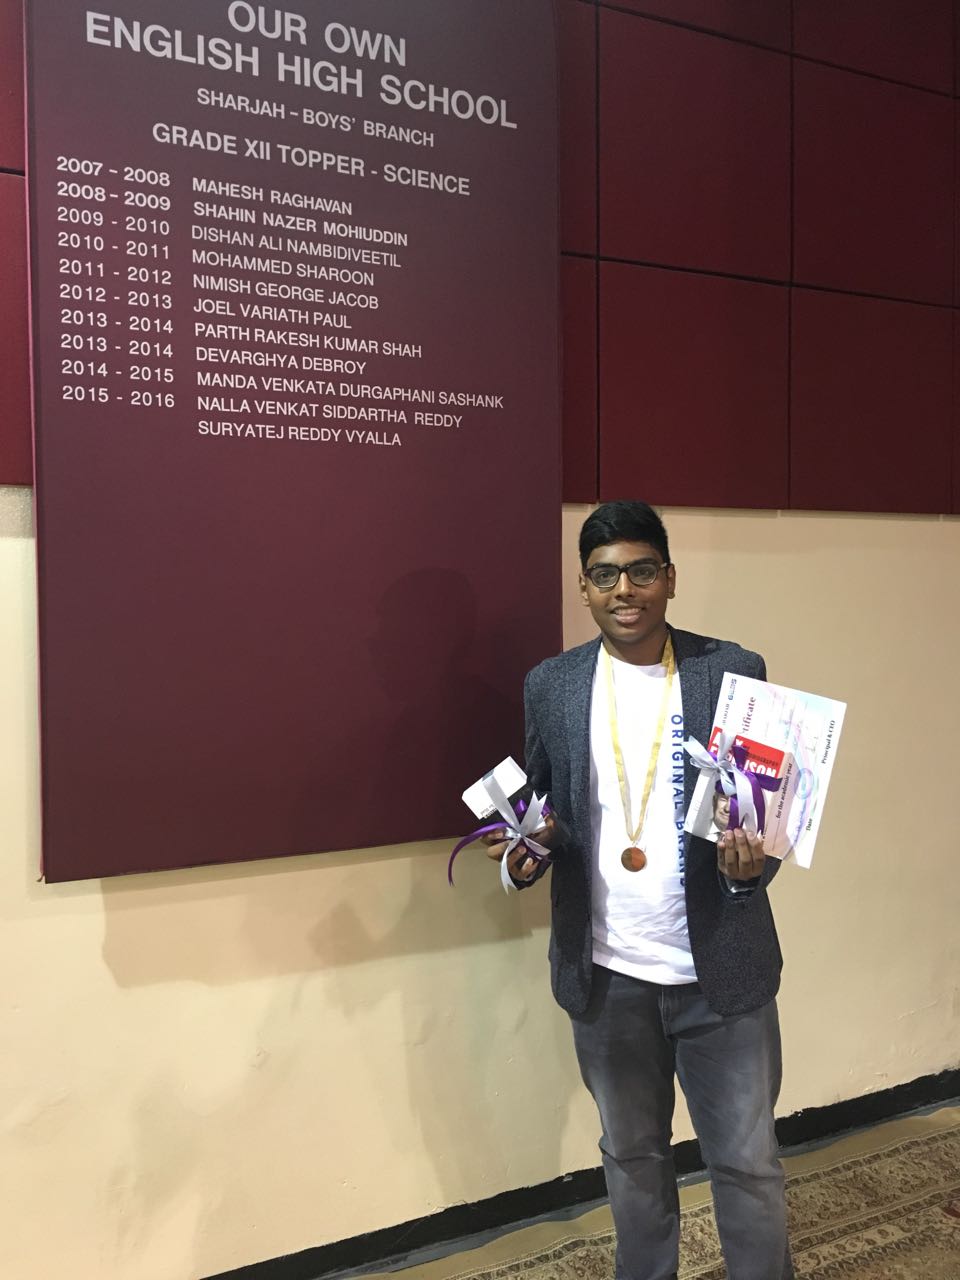 OUR OWN
ENGLISH HIGH SCHOOL
SHARJAH – BOYS' BRANCH
GRADE XII TOPPER - SCIENCE
2007 - 2008 MAHESH RAGHAVAN
2008 - 2009 SHAHIN NAZER MOHIUDDIN
2009 - 2010 DISHAN ALI NAMBIDIVEETIL
2010 - 2011 MOHAMMED SHAROON
2011 - 2012 NIMISH GEORGE JACOB
2012 - 2013 JOEL VARIATH PAUL
2013 - 2014 PARTH RAKESH KUMAR SHAH
2013 - 2014 DEVARGHYA DEBROY
2014 - 2015 MANDA VENKATA DURGAPHANI SASHANK
2015 - 2016 NALLA VENKAT SIDDARTHA REDDY
SURYATEJ REDDY VYALLA
ORIGINAL BRAND
for the academic year
Date
Principal & CEO